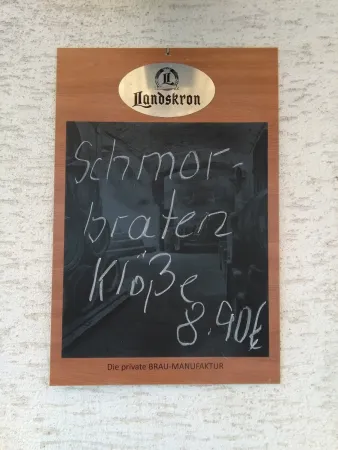 L
Landskron
Schmor-
braten
Klöße
8.90€
Die private BRAU-MANUFAKTUR